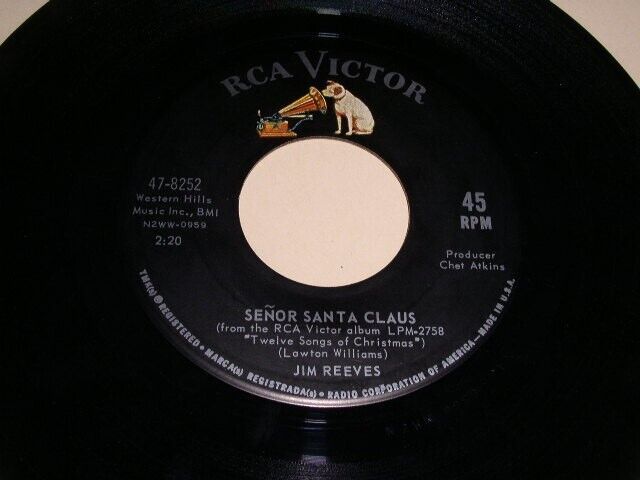 RCA VICTOR
47-8252
Western Hills
Music Inc., BMI
N2WW-0959
2:20
45
RPM
Producer
Chet Atkins
SEÑOR SANTA CLAUS
(from the RCA Victor album LPM-2758
"Twelve Songs of Christmas")
(Lawton Williams)
JIM REEVES
TMK(s) ® REGISTERED • MARCA(s) REGISTRADA(s) • RADIO CORPORATION OF AMERICA—MADE IN U.S.A.